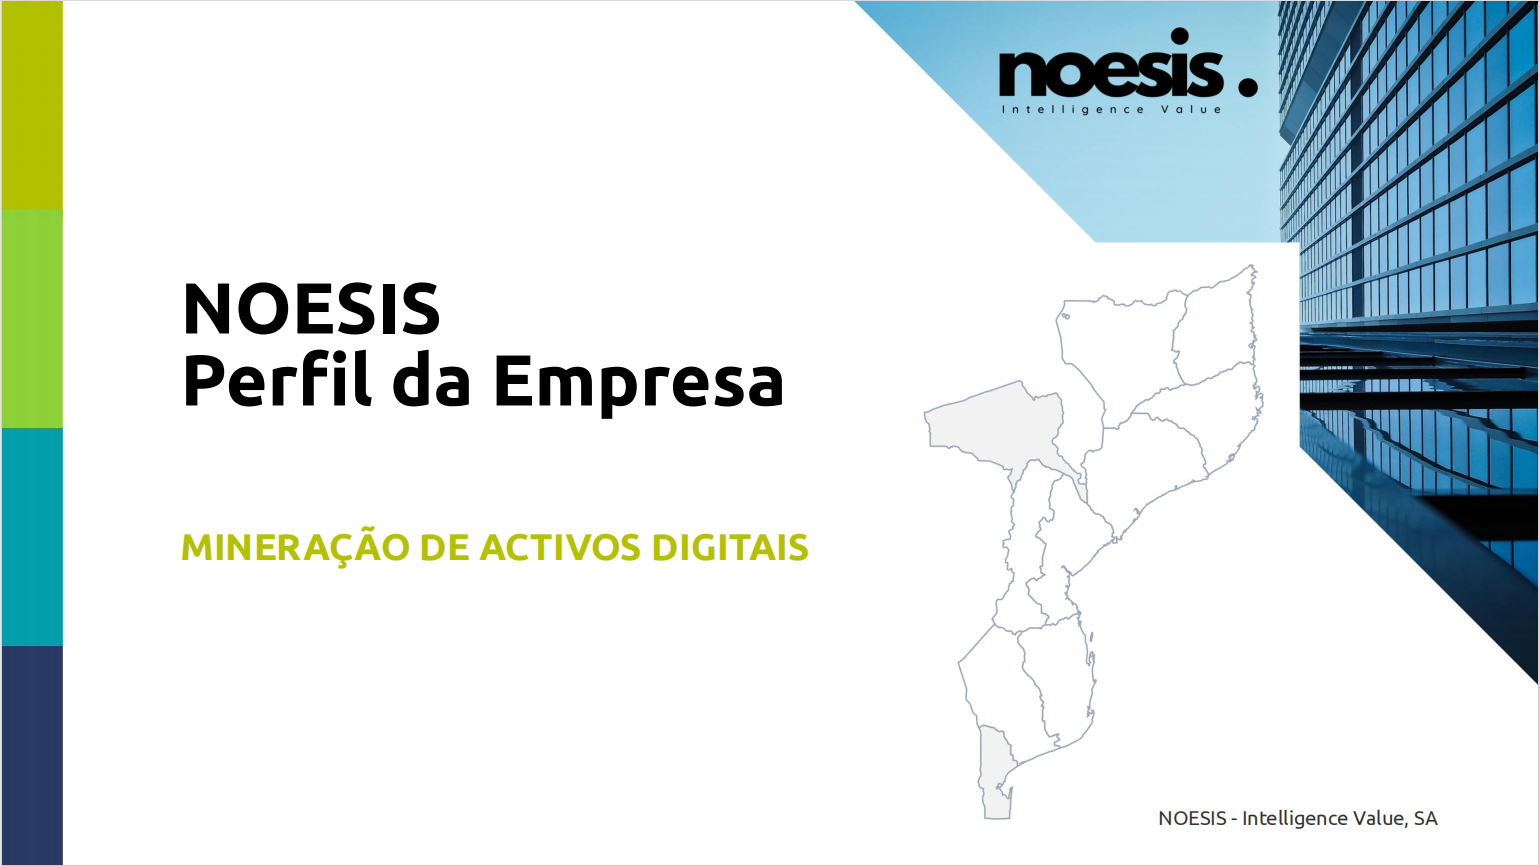 noesis.
Intelligence Value
NOESIS
Perfil da Empresa
MINERAÇÃO DE ACTIVOS DIGITAIS
NOESIS - Intelligence Value, SA